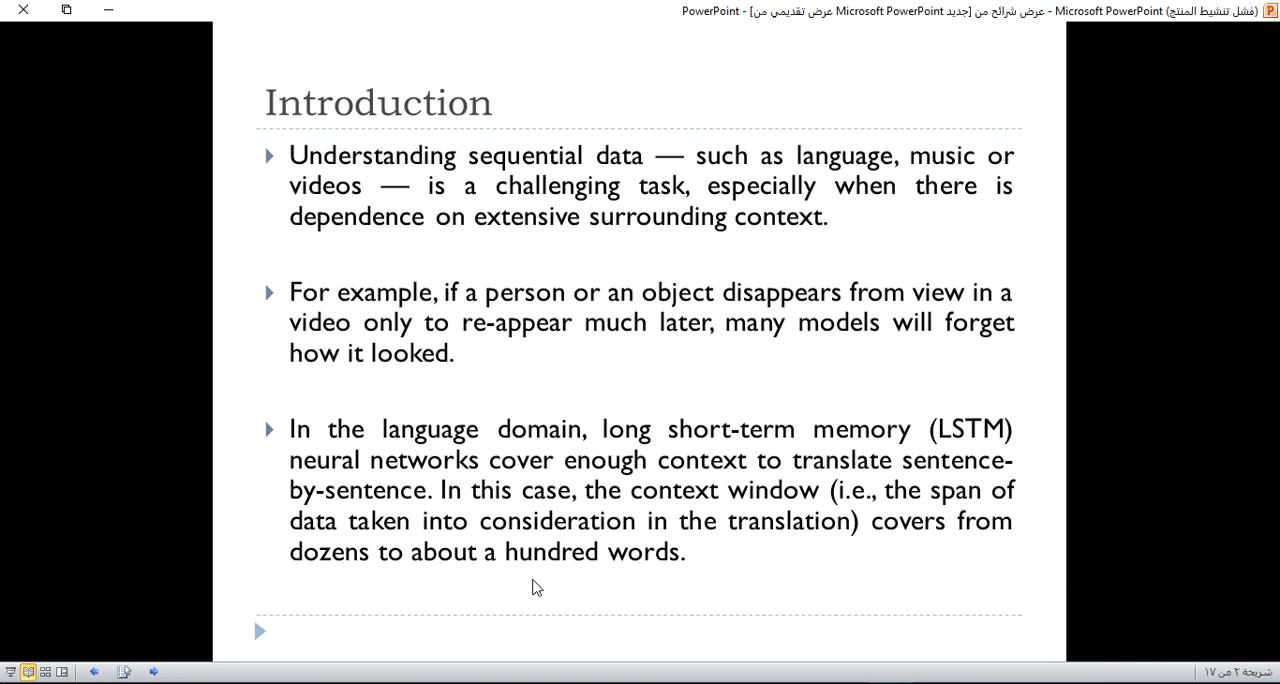 PowerPoint - [عرض تقديمي من Microsoft PowerPoint جديد] عرض شرائح من - Microsoft PowerPoint (فشل تنشيط المنتج)
Introduction
Understanding sequential data — such as language, music or
videos — is a challenging task, especially when there is
dependence on extensive surrounding context.
For example, if a person or an object disappears from view in a
video only to re-appear much later, many models will forget
how it looked.
In the language domain, long short-term memory (LSTM)
neural networks cover enough context to translate sentence-
by-sentence. In this case, the context window (i.e., the span of
data taken into consideration in the translation) covers from
dozens to about a hundred words.
شريحة ٢ من ١٧